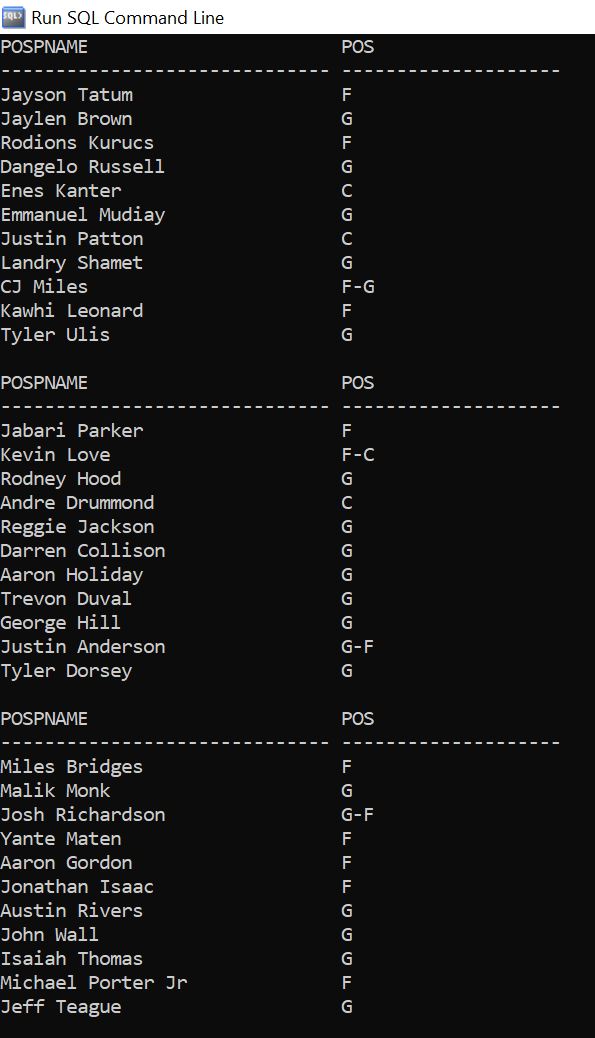 SQL>
Run SQL Command Line
POSPNAME POS
------------------------------ --------------------
Jayson Tatum F
Jaylen Brown G
Rodions Kurucs F
Dangelo Russell G
Enes Kanter C
Emmanuel Mudiay G
Justin Patton C
Landry Shamet G
CJ Miles F-G
Kawhi Leonard F
Tyler Ulis G
POSPNAME POS
------------------------------ --------------------
Jabari Parker F
Kevin Love F-C
Rodney Hood G
Andre Drummond C
Reggie Jackson G
Darren Collison G
Aaron Holiday G
Trevon Duval G
George Hill G
Justin Anderson G-F
Tyler Dorsey G
POSPNAME POS
------------------------------ --------------------
Miles Bridges F
Malik Monk G
Josh Richardson G-F
Yante Maten F
Aaron Gordon F
Jonathan Isaac F
Austin Rivers G
John Wall G
Isaiah Thomas G
Michael Porter Jr F
Jeff Teague G